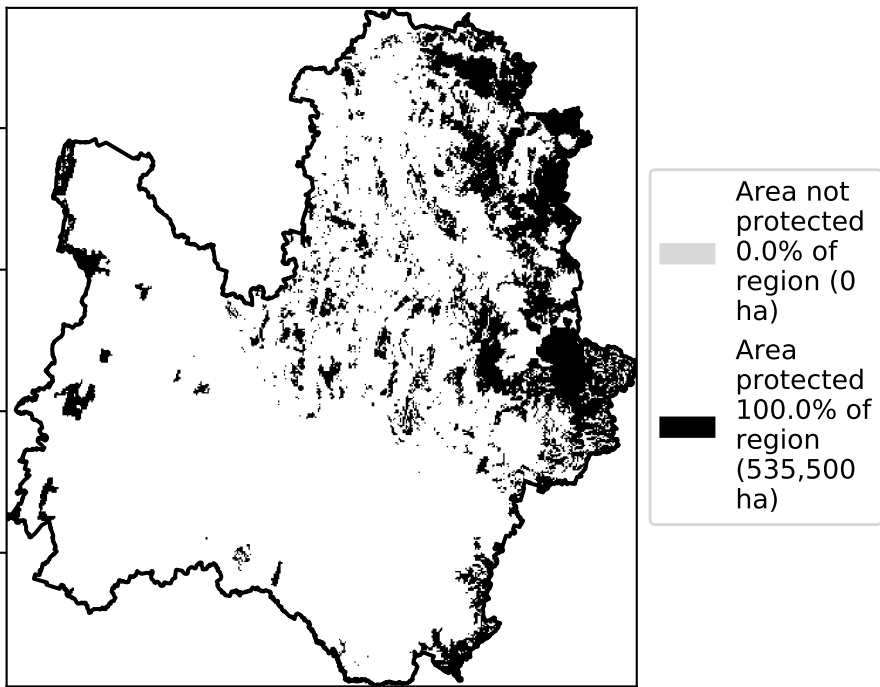 Area not
protected
0.0% of
region (0
ha)
Area
protected
100.0% of
region
(535,500
ha)